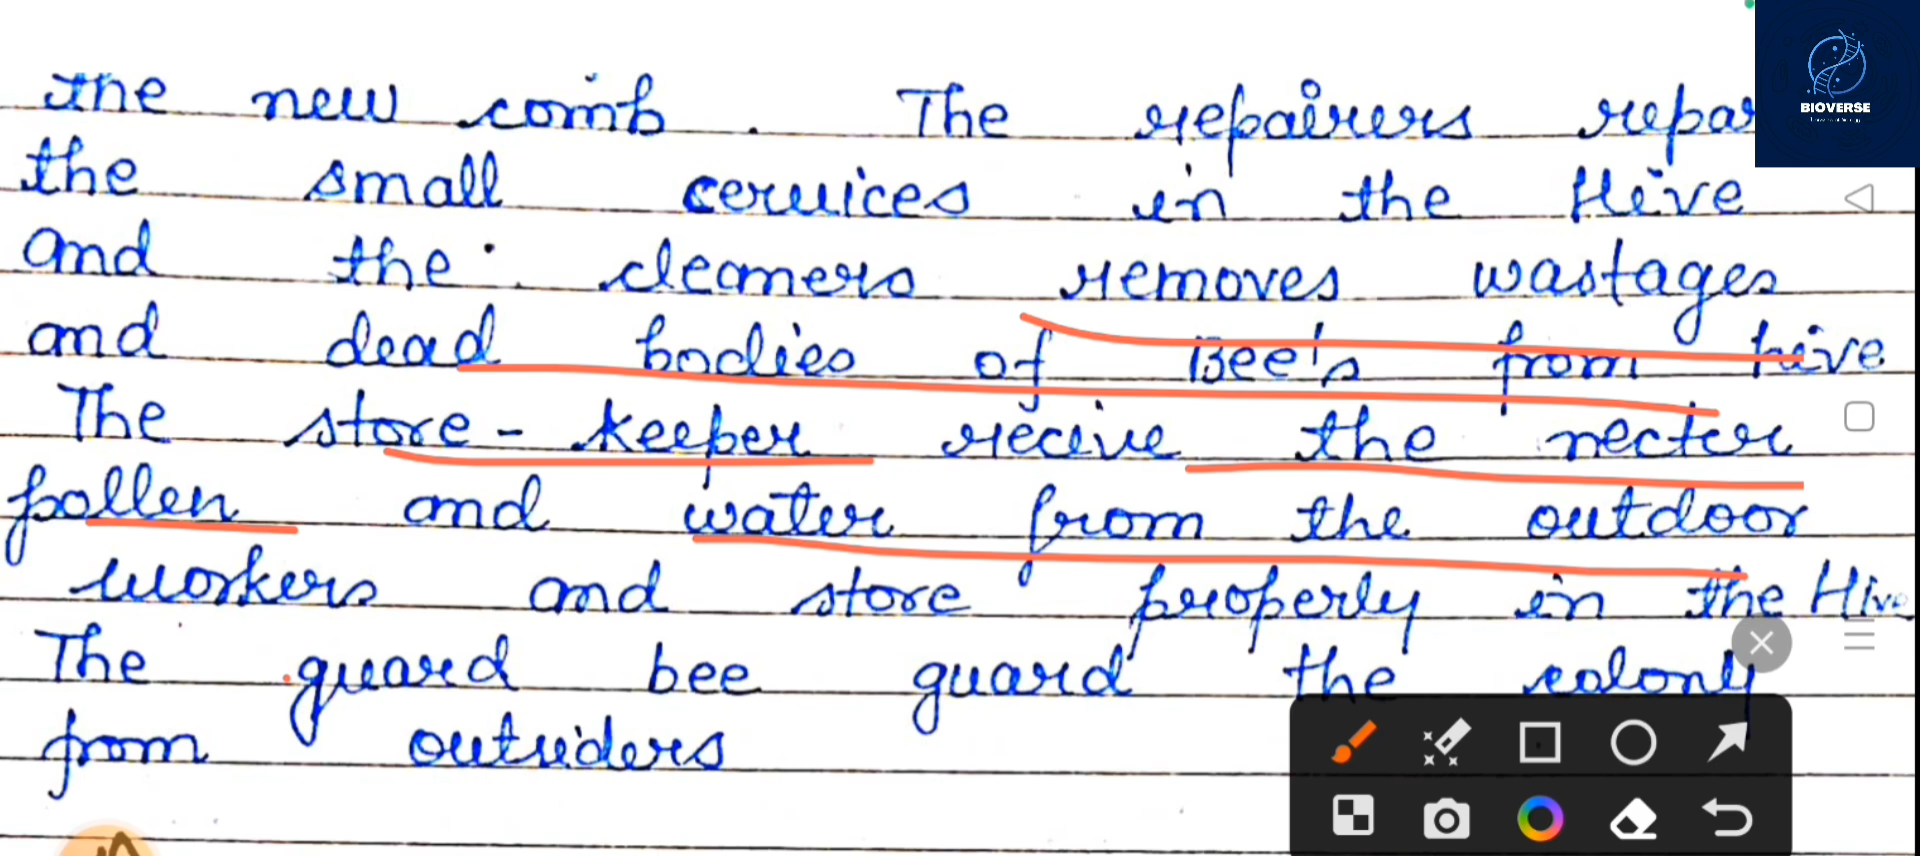 the new comb. The repairers repar
the small cervices in the Hive
and the cleaners removes wastages
and dead bodies of Bee's from hive
The store - keeper recive the necter
pollen and water from the outdoor
workers and store properly in the Hive
The guard bee guard the colony
from outsiders
BIOVERSE